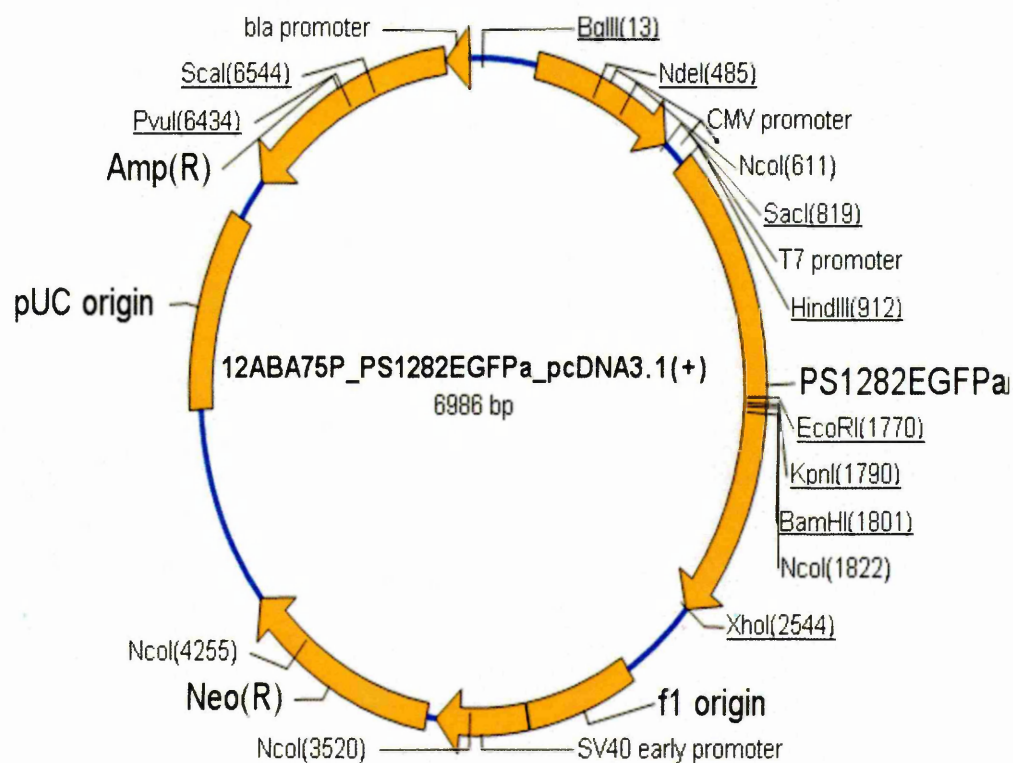 bla promoter
BglII(13)
ScaI(6544)
NdeI(485)
PvuI(6434)
CMV promoter
Amp(R)
NcoI(611)
SacI(819)
T7 promoter
pUC origin
HindIII(912)
12ABA75P_PS1282EGFPa_pcDNA3.1(+)
6986 bp
PS1282EGFPa
EcoRI(1770)
KpnI(1790)
BamHI(1801)
NcoI(1822)
XhoI(2544)
NcoI(4255)
Neo(R)
f1 origin
NcoI(3520)
SV40 early promoter